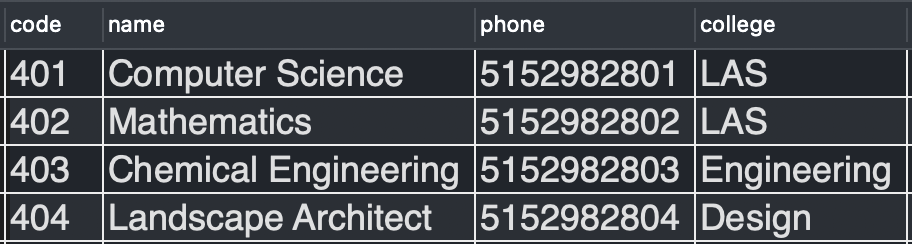 code name phone college
401 Computer Science 5152982801 LAS
402 Mathematics 5152982802 LAS
403 Chemical Engineering 5152982803 Engineering
404 Landscape Architect 5152982804 Design